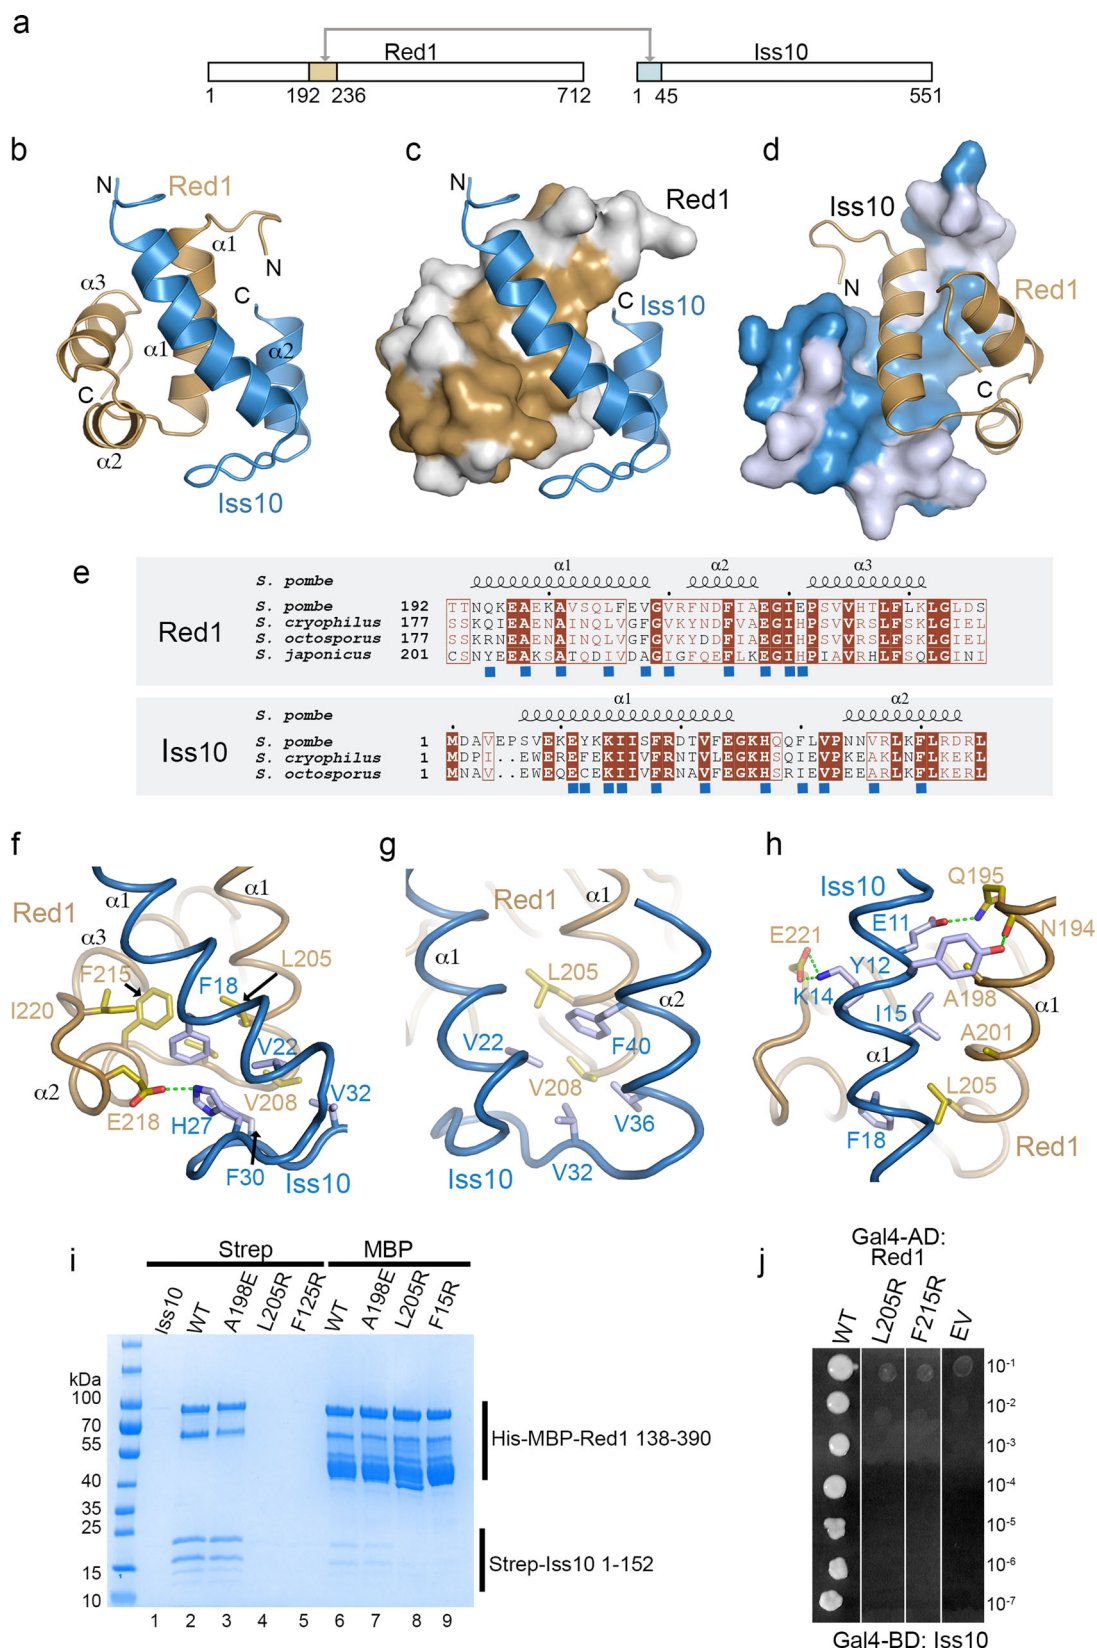 a
Red1
Iss10
1
192
236
712
1
45
551
b
c
d
N
Red1
α1
N
α3
C
α1
α2
C
α2
Iss10
N
Red1
C
Iss10
Iss10
N
Red1
C
e
α1
α2
α3
S. pombe
Red1
S. pombe 192 TTNQKEAEKAVSQLFEVGVRFNDFIAEGIEPSVVHTLFLKLGLDS
S. cryophilus 177 SSKQIEAENAINQLVGFGVKYNDFVAEGIHPSVVRSLFSKLGIEL
S. octosporus 177 SSKRNEAENAINQLVGFGVKYDDFIAEGIHPSVVRSLFSKLGIEL
S. japonicus 201 CSNYEEAKSATQDIVDAGIGFQEFLKEGIHPIAVRHLFSQLGINI
α1
α2
S. pombe
Iss10
S. pombe 1 MDAVEPSVEKEYKKIISFRDTVFEGKHQQFLVPNNVRLKFLRDRL
S. cryophilus 1 MDPI..EWEREFEKIIVFRNTVLEGKHSQFEVPKEAKLNFLKERL
S. octosporus 1 MNAV..EWEQECEKIIVFRNAVFEGKHSRIEVPKEARLKFLKERL
f
g
h
α1
α1
Red1
α3
F215
F18
L205
I220
V22
V208
V32
α2
E218
H27
F30
Iss10
Red1
α1
α1
L205
α2
V22
F40
V208
V36
Iss10
V32
Iss10
Q195
E11
N194
E221
Y12
K14
A198
I15
α1
A201
α1
L205
F18
Red1
i
Strep
MBP
Iss10
WT
A198E
L205R
F125R
WT
A198E
L205R
F15R
kDa
100
70
55
40
35
25
15
10
His-MBP-Red1 138-390
Strep-Iss10 1-152
1 2 3 4 5 6 7 8 9
j
Gal4-AD:
Red1
WT
L205R
F215R
EV
10-1
10-2
10-3
10-4
10-5
10-6
10-7
Gal4-BD: Iss10